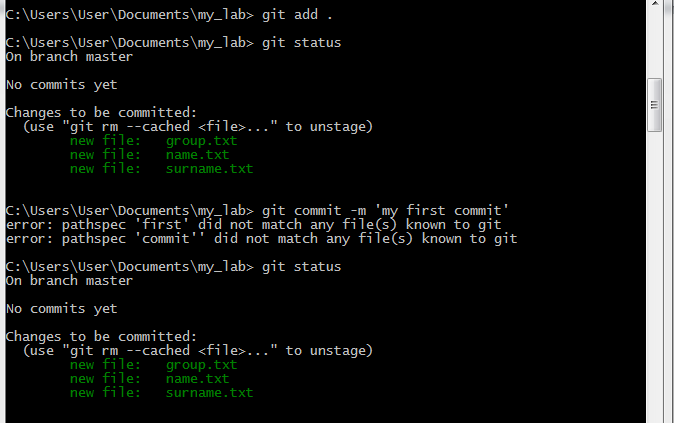 C:\Users\User\Documents\my_lab> git add .
C:\Users\User\Documents\my_lab> git status
On branch master
No commits yet
Changes to be committed:
  (use "git rm --cached <file>..." to unstage)
        new file:   group.txt
        new file:   name.txt
        new file:   surname.txt
C:\Users\User\Documents\my_lab> git commit -m 'my first commit'
error: pathspec 'first' did not match any file(s) known to git
error: pathspec 'commit'' did not match any file(s) known to git
C:\Users\User\Documents\my_lab> git status
On branch master
No commits yet
Changes to be committed:
  (use "git rm --cached <file>..." to unstage)
        new file:   group.txt
        new file:   name.txt
        new file:   surname.txt